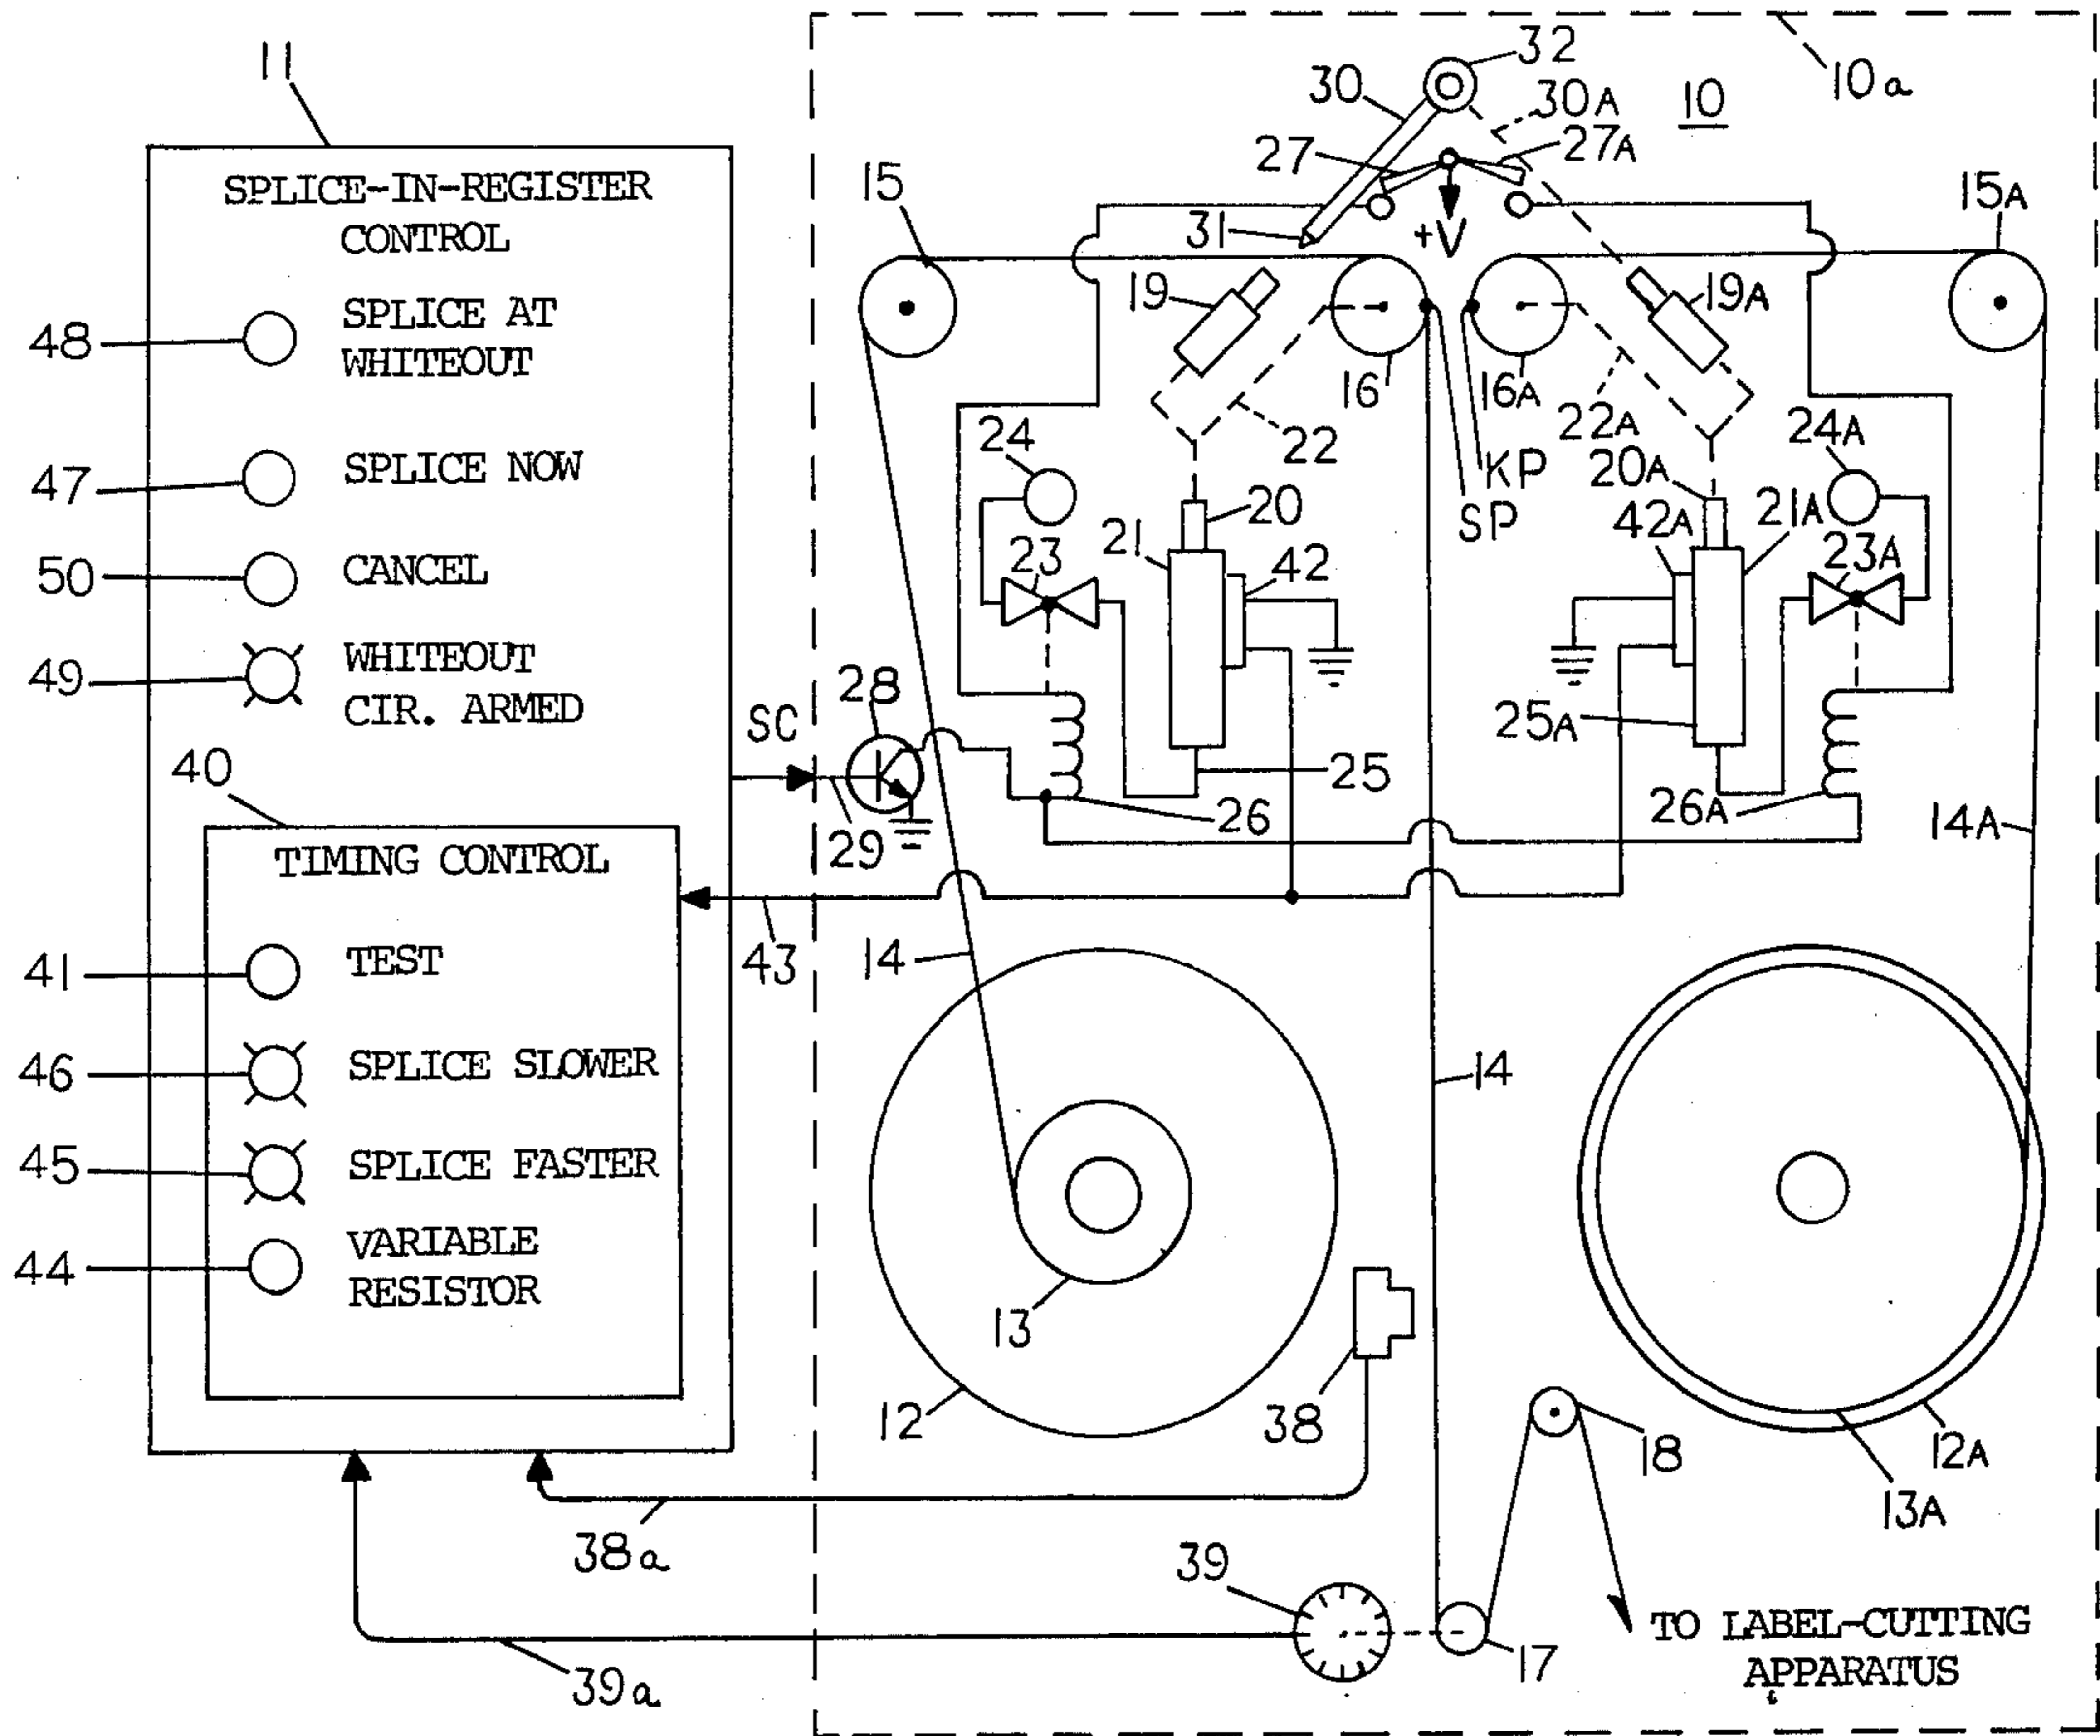 11
SPLICE-IN-REGISTER
CONTROL
48
SPLICE AT
WHITEOUT
47
SPLICE NOW
50
CANCEL
49
WHITEOUT
CIR. ARMED
40
TIMING CONTROL
41
TEST
46
SPLICE SLOWER
45
SPLICE FASTER
44
VARIABLE
RESISTOR
SC
28
29
43
32
30
30A
10
10a
27
27A
31
+V
15
15A
19
19A
16
16A
22
22A
KP
SP
24
24A
20
20A
21
21A
42
42A
23
23A
25
25A
26
26A
14
14A
14
13
12
38
18
12A
13A
38a
39
39a
17
TO LABEL-CUTTING
APPARATUS